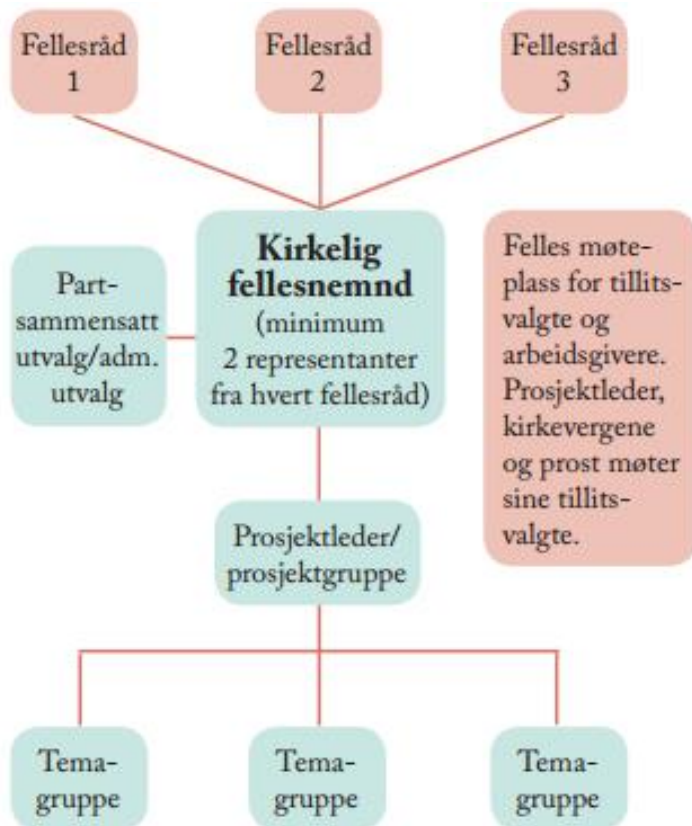 Fellesråd
1
Fellesråd
2
Fellesråd
3
Kirkelig
fellesnemnd
(minimum
2 representanter
fra hvert fellesråd)
Part-
sammensatt
utvalg/adm.
utvalg
Felles møte-
plass for tillits-
valgte og
arbeidsgivere.
Prosjektleder,
kirkevergene
og prost møter
sine tillits-
valgte.
Prosjektleder/
prosjektgruppe
Tema-
gruppe
Tema-
gruppe
Tema-
gruppe